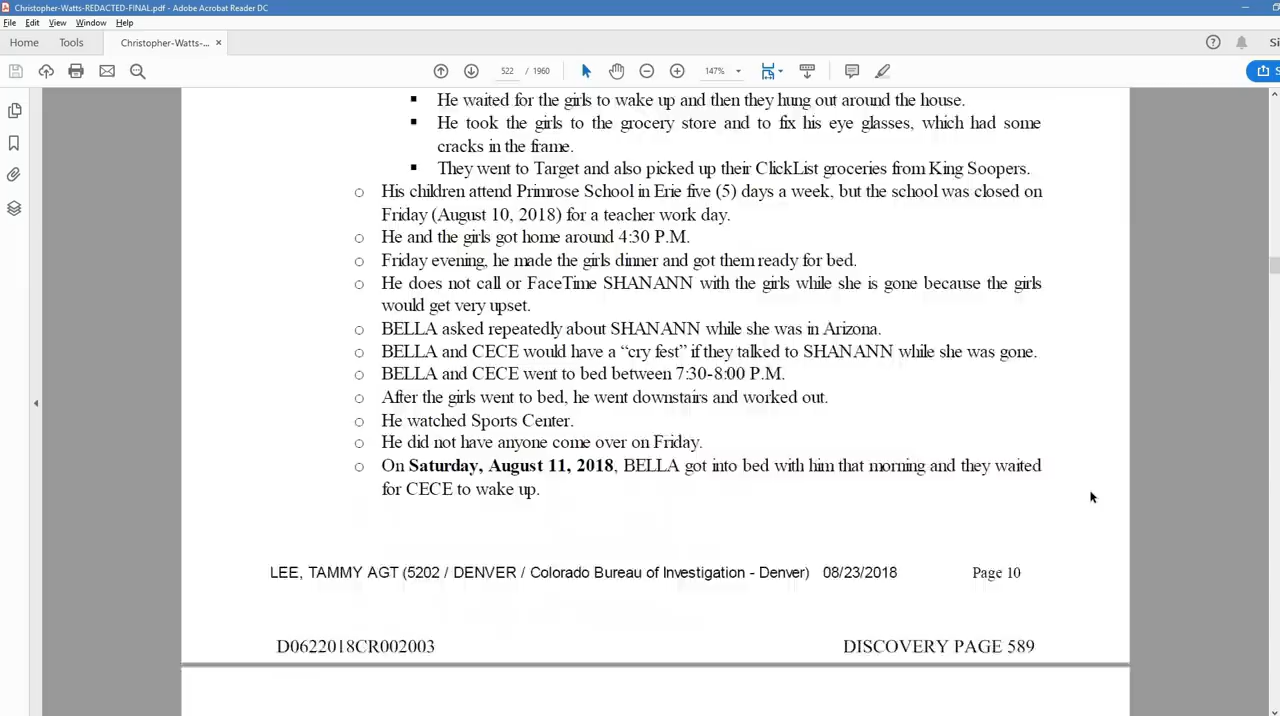 Christopher-Watts-REDACTED-FINAL.pdf - Adobe Acrobat Reader DC
File Edit View Window Help
Home Tools Christopher-Watts-... ×
522 / 1960 147%
▪ He waited for the girls to wake up and then they hung out around the house.
▪ He took the girls to the grocery store and to fix his eye glasses, which had some
cracks in the frame.
▪ They went to Target and also picked up their ClickList groceries from King Soopers.
o His children attend Primrose School in Erie five (5) days a week, but the school was closed on
Friday (August 10, 2018) for a teacher work day.
o He and the girls got home around 4:30 P.M.
o Friday evening, he made the girls dinner and got them ready for bed.
o He does not call or FaceTime SHANANN with the girls while she is gone because the girls
would get very upset.
o BELLA asked repeatedly about SHANANN while she was in Arizona.
o BELLA and CECE would have a “cry fest” if they talked to SHANANN while she was gone.
o BELLA and CECE went to bed between 7:30-8:00 P.M.
o After the girls went to bed, he went downstairs and worked out.
o He watched Sports Center.
o He did not have anyone come over on Friday.
o On Saturday, August 11, 2018, BELLA got into bed with him that morning and they waited
for CECE to wake up.
LEE, TAMMY AGT (5202 / DENVER / Colorado Bureau of Investigation - Denver) 08/23/2018 Page 10
D0622018CR002003 DISCOVERY PAGE 589